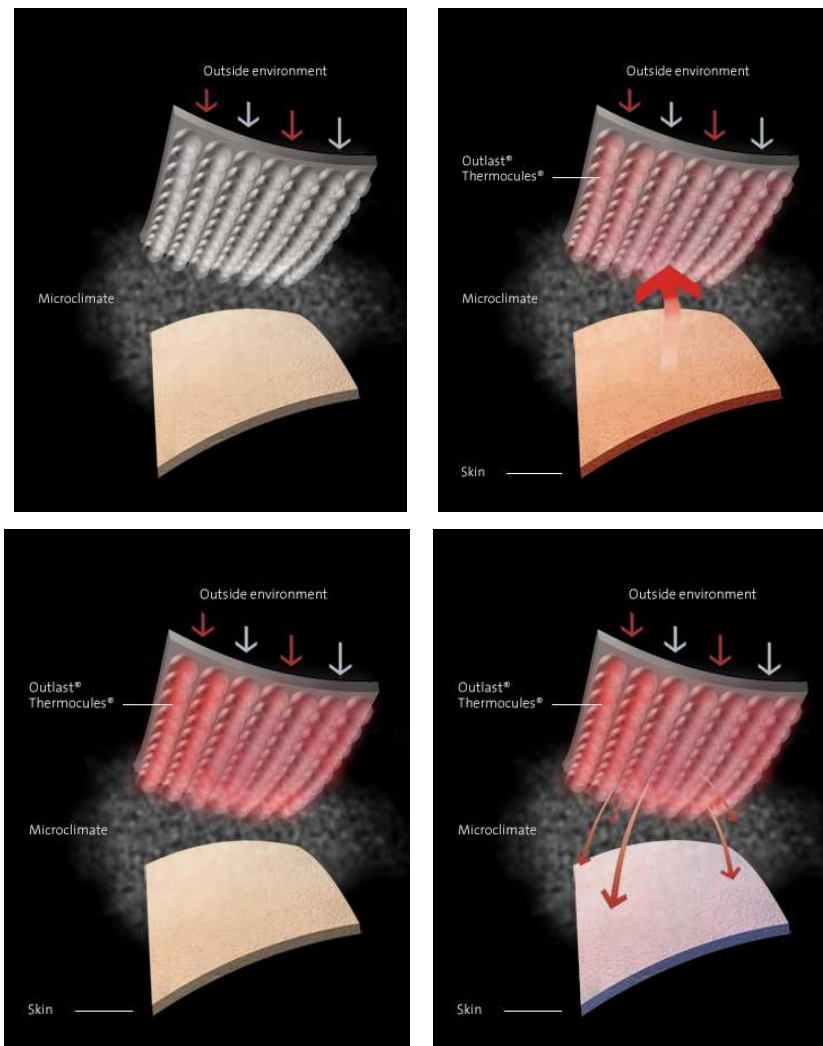 Outside environment
Microclimate
Outside environment
Outlast®
Thermocules®
Microclimate
Skin
Outside environment
Outlast®
Thermocules®
Microclimate
Skin
Outside environment
Outlast®
Thermocules®
Microclimate
Skin